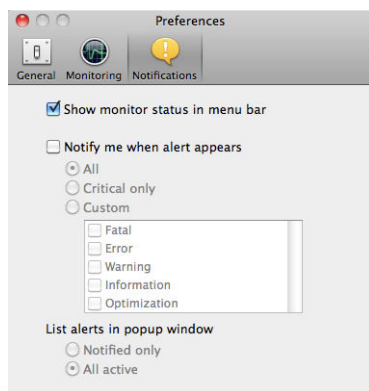 Preferences
General Monitoring Notifications
Show monitor status in menu bar
Notify me when alert appears
All
Critical only
Custom
Fatal
Error
Warning
Information
Optimization
List alerts in popup window
Notified only
All active